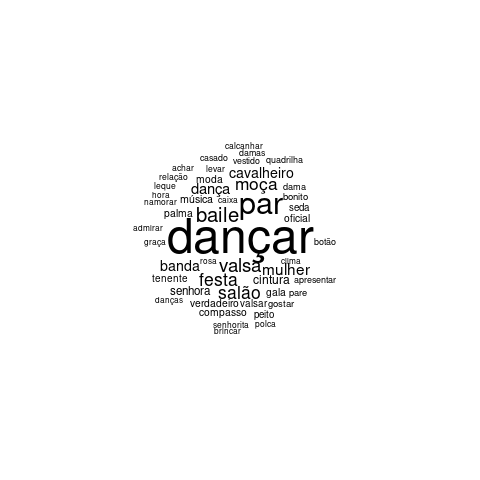 calcanhar
damas
casado vestido quadrilha
achar levar cavalheiro
relação moda moça
leque dança dama
hora música caixa par bonito
namorar seda
palma baile oficial
admirar dançar
graça botão
rosa valsa clima
banda mulher
tenente festa cintura apresentar
senhora salão gala pare
danças verdadeiro valsar gostar
compasso peito
senhorita polca
brincar